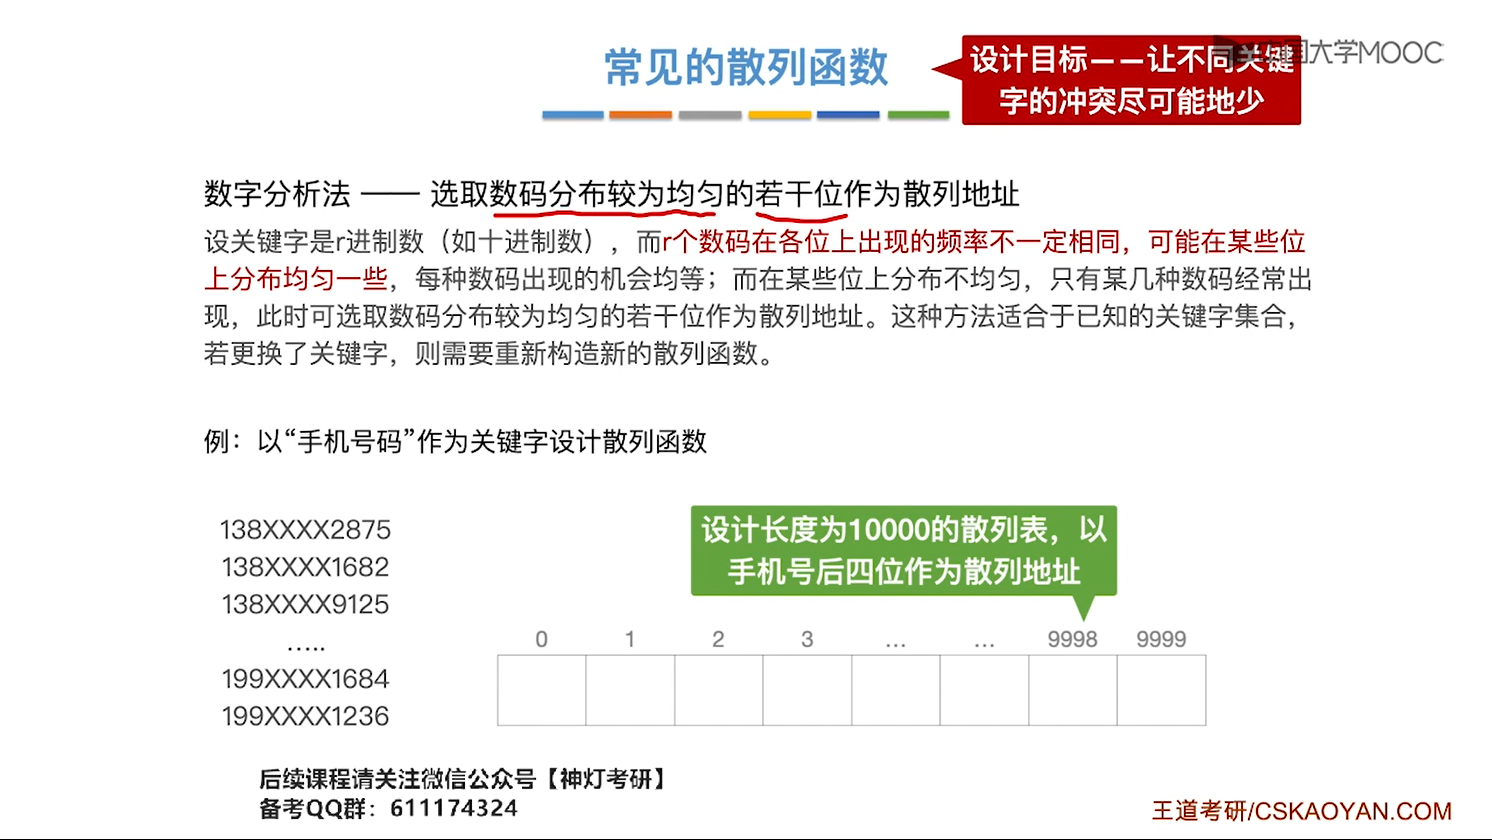 常见的散列函数
设计目标——让不同关键
字的冲突尽可能地少
中国大学MOOC
数字分析法 —— 选取数码分布较为均匀的若干位作为散列地址
设关键字是r进制数（如十进制数），而r个数码在各位上出现的频率不一定相同，可能在某些位
上分布均匀一些，每种数码出现的机会均等；而在某些位上分布不均匀，只有某几种数码经常出
现，此时可选取数码分布较为均匀的若干位作为散列地址。这种方法适合于已知的关键字集合，
若更换了关键字，则需要重新构造新的散列函数。
例：以“手机号码”作为关键字设计散列函数
138XXXX2875
138XXXX1682
138XXXX9125
.....
199XXXX1684
199XXXX1236
设计长度为10000的散列表，以
手机号后四位作为散列地址
0 1 2 3 ... ... 9998 9999
后续课程请关注微信公众号【神灯考研】
备考QQ群：611174324
王道考研/CSKAOYAN.COM